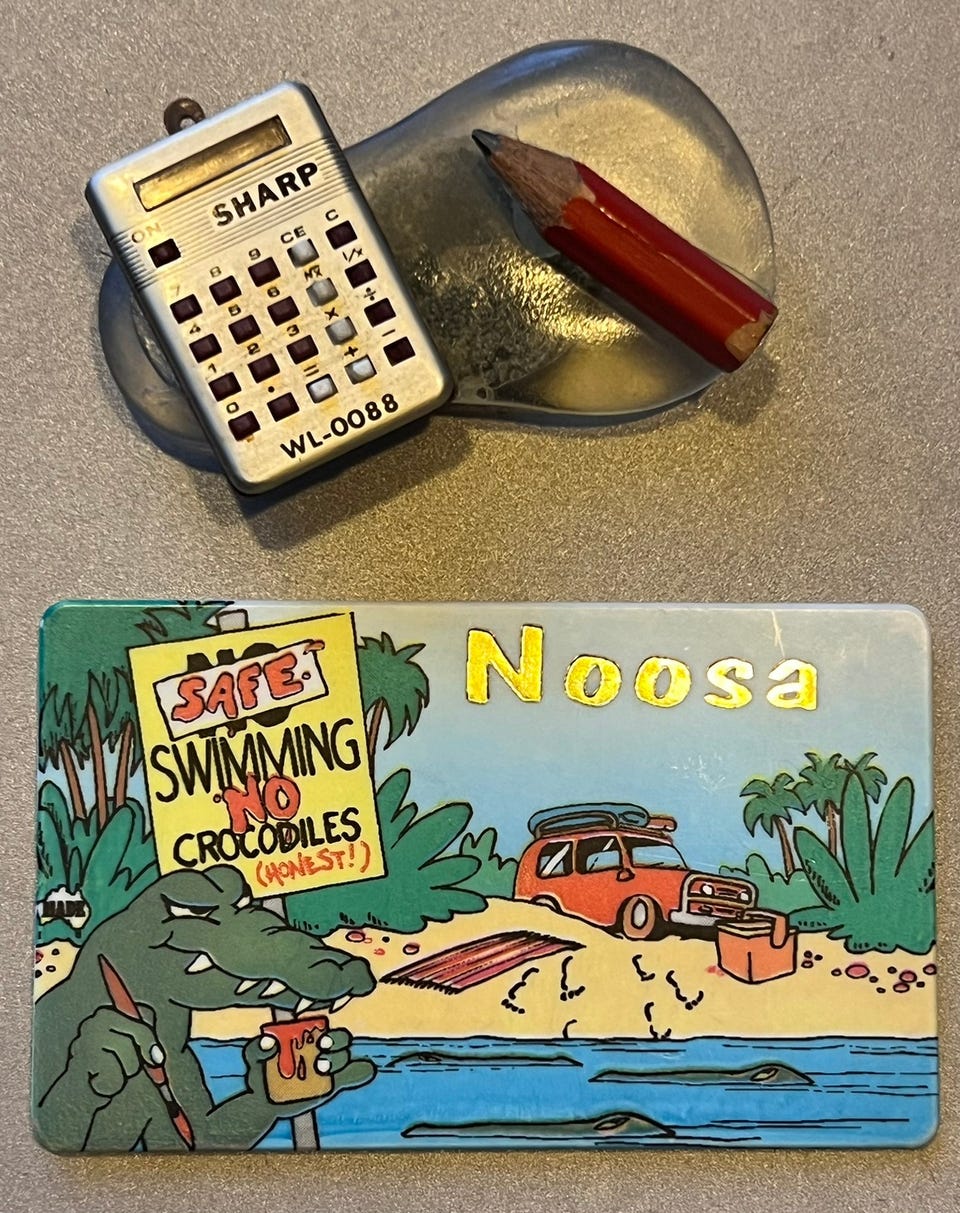 SHARP
ON
CE C
7 8 9 √x 1/x
4 5 6 x ÷
1 2 3 + −
0 • =
WL-0088
Noosa
NO
SAFE.
SWIMMING
NO
CROCODILES
(HONEST!)
MADE